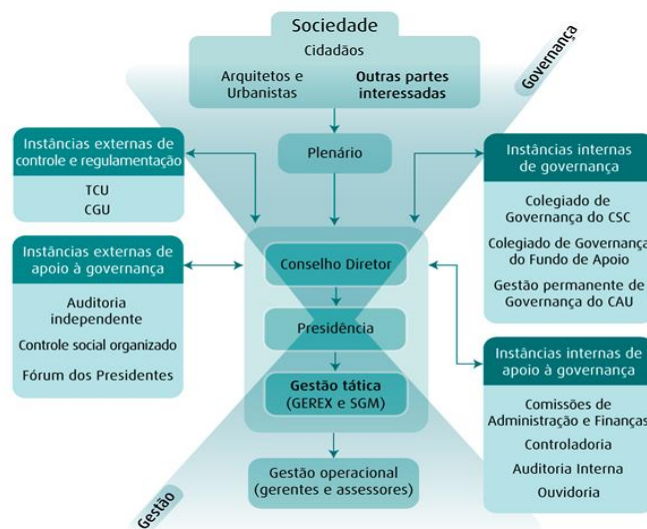 Sociedade
Cidadãos
Arquitetos e
Urbanistas
Outras partes
interessadas
Governança
Plenário
Instâncias externas de
controle e regulamentação
TCU
CGU
Instâncias externas de
apoio à governança
Auditoria
independente
Controle social organizado
Fórum dos Presidentes
Conselho Diretor
Presidência
Gestão tática
(GEREX e SGM)
Gestão operacional
(gerentes e assessores)
Instâncias internas
de governança
Colegiado de
Governança do CSC
Colegiado de Governança
do Fundo de Apoio
Gestão permanente de
Governança do CAU
Instâncias internas de
apoio à governança
Comissões de
Administração e Finanças
Controladoria
Auditoria Interna
Ouvidoria
Gestão